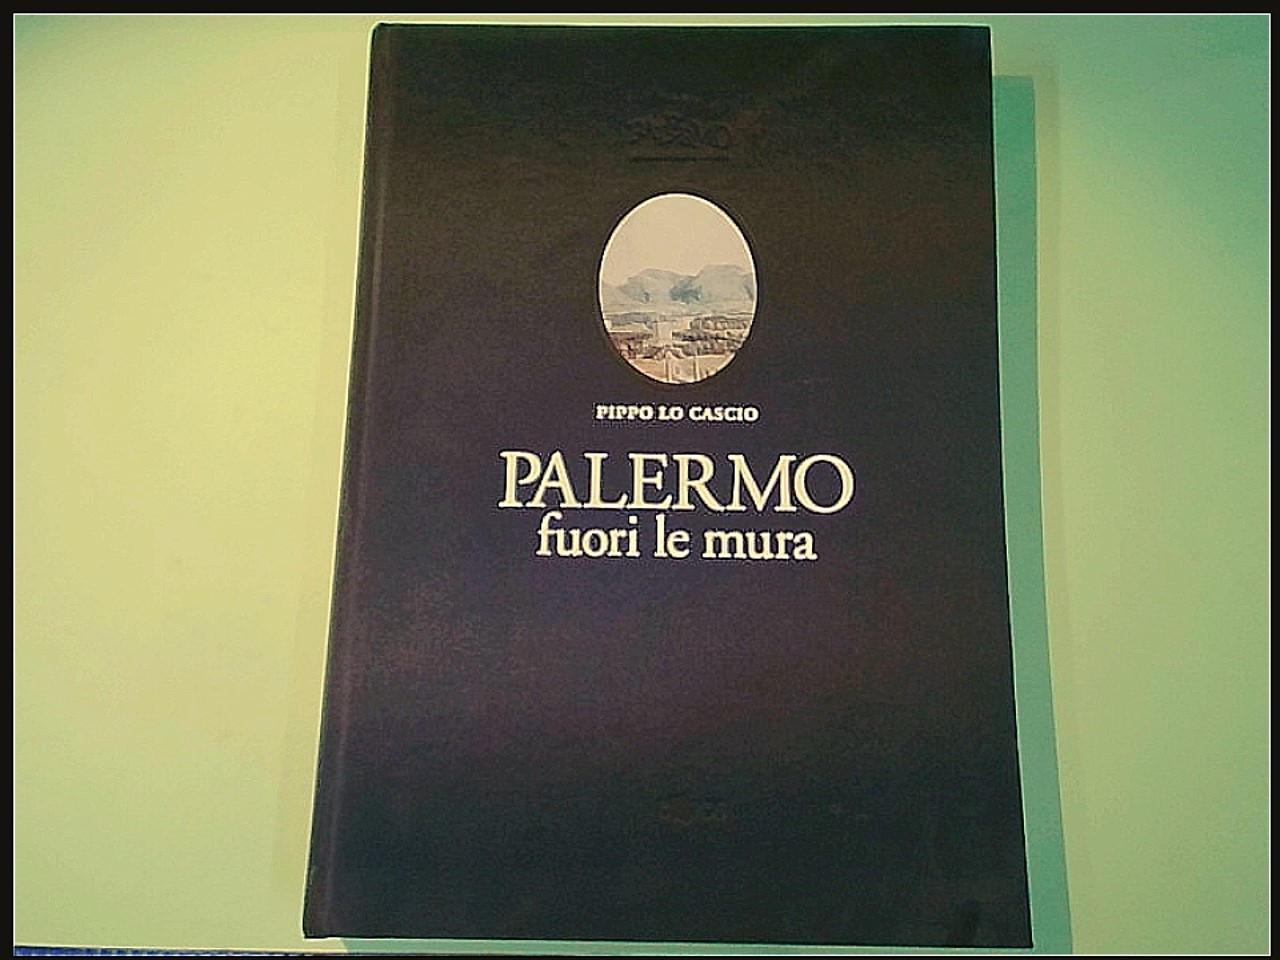 PIPPO LO CASCIO
PALERMO
fuori le mura